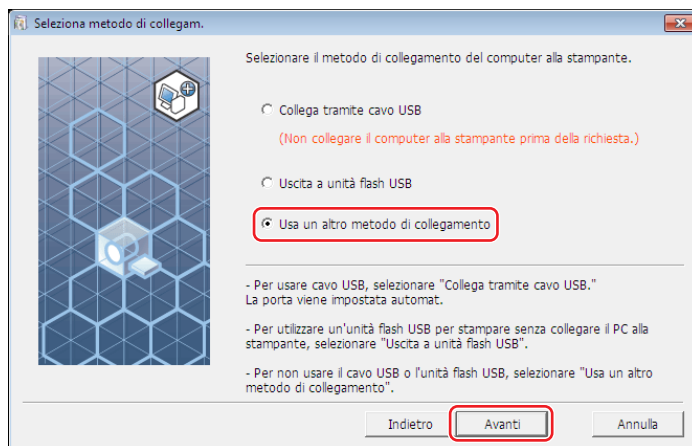 Seleziona metodo di collegam.
Selezionare il metodo di collegamento del computer alla stampante.
Collega tramite cavo USB
(Non collegare il computer alla stampante prima della richiesta.)
Uscita a unità flash USB
Usa un altro metodo di collegamento
- Per usare cavo USB, selezionare "Collega tramite cavo USB."
La porta viene impostata automat.
- Per utilizzare un'unità flash USB per stampare senza collegare il PC alla
stampante, selezionare "Uscita a unità flash USB".
- Per non usare il cavo USB o l'unità flash USB, selezionare "Usa un altro
metodo di collegamento".
Indietro
Avanti
Annulla